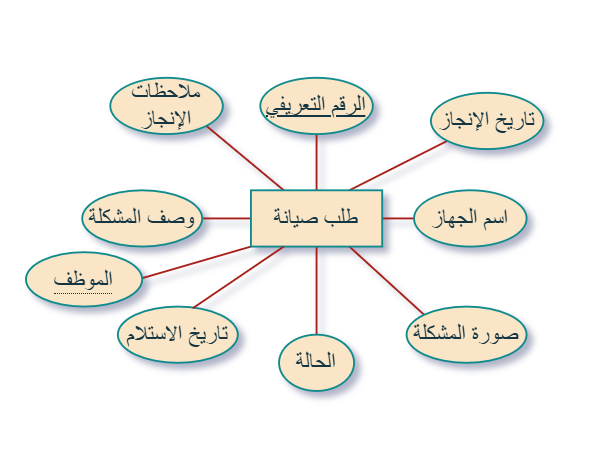 ملاحظات
الإنجاز
الرقم التعريفي
تاريخ الإنجاز
وصف المشكلة
طلب صيانة
اسم الجهاز
الموظف
تاريخ الاستلام
الحالة
صورة المشكلة